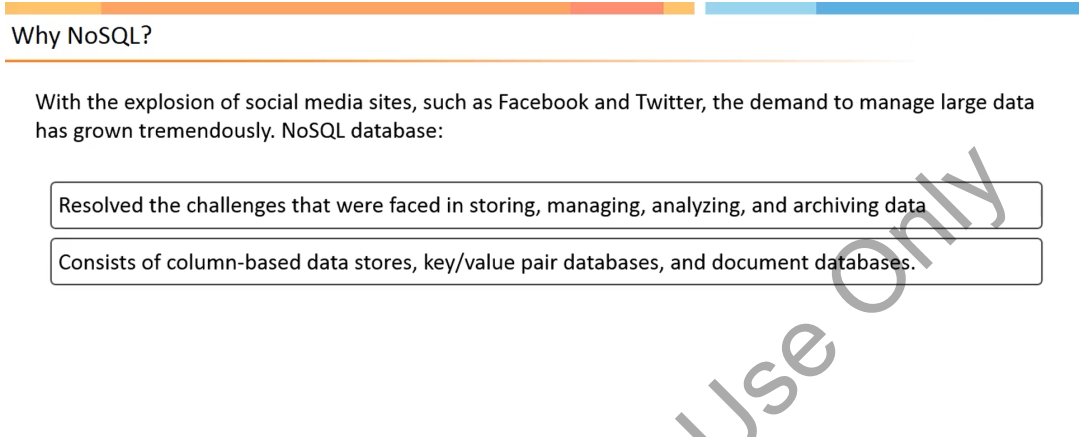 Why NoSQL?
With the explosion of social media sites, such as Facebook and Twitter, the demand to manage large data
has grown tremendously. NoSQL database:
Resolved the challenges that were faced in storing, managing, analyzing, and archiving data
Consists of column-based data stores, key/value pair databases, and document databases.
Use Only